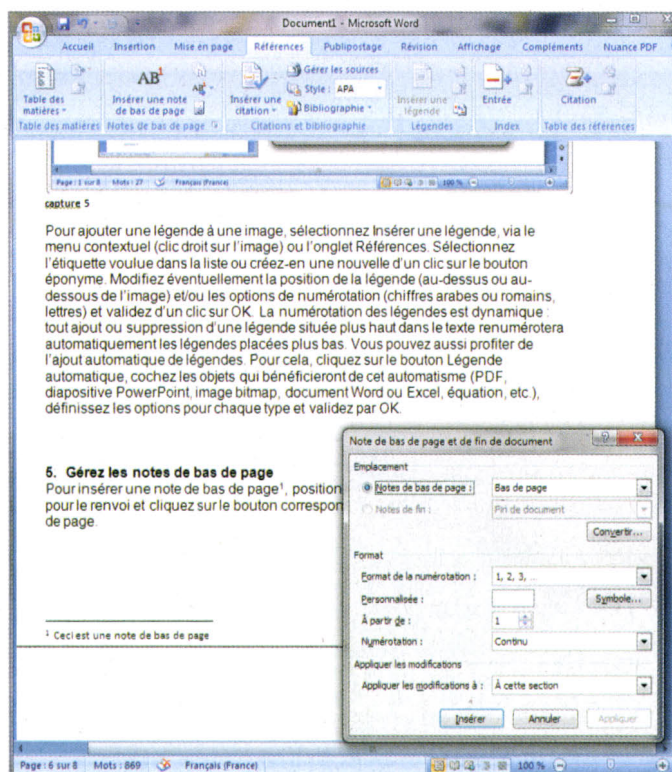 Document1 - Microsoft Word
Accueil Insertion Mise en page Références Publipostage Révision Affichage Compléments Nuance PDF
Table des matières
Table des matières
AB¹
Insérer une note de bas de page
Notes de bas de page
Insérer une citation
Gérer les sources
Style : APA
Bibliographie
Citations et bibliographie
Insérer une légende
Légendes
Entrée
Index
Citation
Table des références
Page : 1 sur 8 Mots : 27 Français (France) 100 %
capture 5
Pour ajouter une légende à une image, sélectionnez Insérer une légende, via le
menu contextuel (clic droit sur l'image) ou l'onglet Références. Sélectionnez
l'étiquette voulue dans la liste ou créez-en une nouvelle d'un clic sur le bouton
éponyme. Modifiez éventuellement la position de la légende (au-dessus ou au-
dessous de l'image) et/ou les options de numérotation (chiffres arabes ou romains,
lettres) et validez d'un clic sur OK. La numérotation des légendes est dynamique :
tout ajout ou suppression d'une légende située plus haut dans le texte renumérotera
automatiquement les légendes placées plus bas. Vous pouvez aussi profiter de
l'ajout automatique de légendes. Pour cela, cliquez sur le bouton Légende
automatique, cochez les objets qui bénéficieront de cet automatisme (PDF,
diapositive PowerPoint, image bitmap, document Word ou Excel, équation, etc.),
définissez les options pour chaque type et validez par OK.
5. Gérez les notes de bas de page
Pour insérer une note de bas de page¹, position
pour le renvoi et cliquez sur le bouton correspon
de page.
¹ Ceci est une note de bas de page
Note de bas de page et de fin de document
Emplacement
Notes de bas de page : Bas de page
Notes de fin : Fin de document
Convertir...
Format
Format de la numérotation : 1, 2, 3, ...
Personnalisée : Symbole...
À partir de : 1
Numérotation : Continu
Appliquer les modifications
Appliquer les modifications à : À cette section
Insérer Annuler Appliquer
Page : 6 sur 8 Mots : 869 Français (France) 100 %